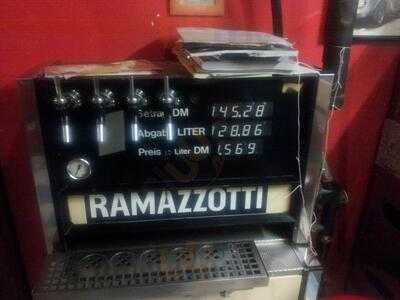 Betrag DM 145.28
Abgabe LITER 128.86
Preis Liter DM 1.569
RAMAZZOTTI